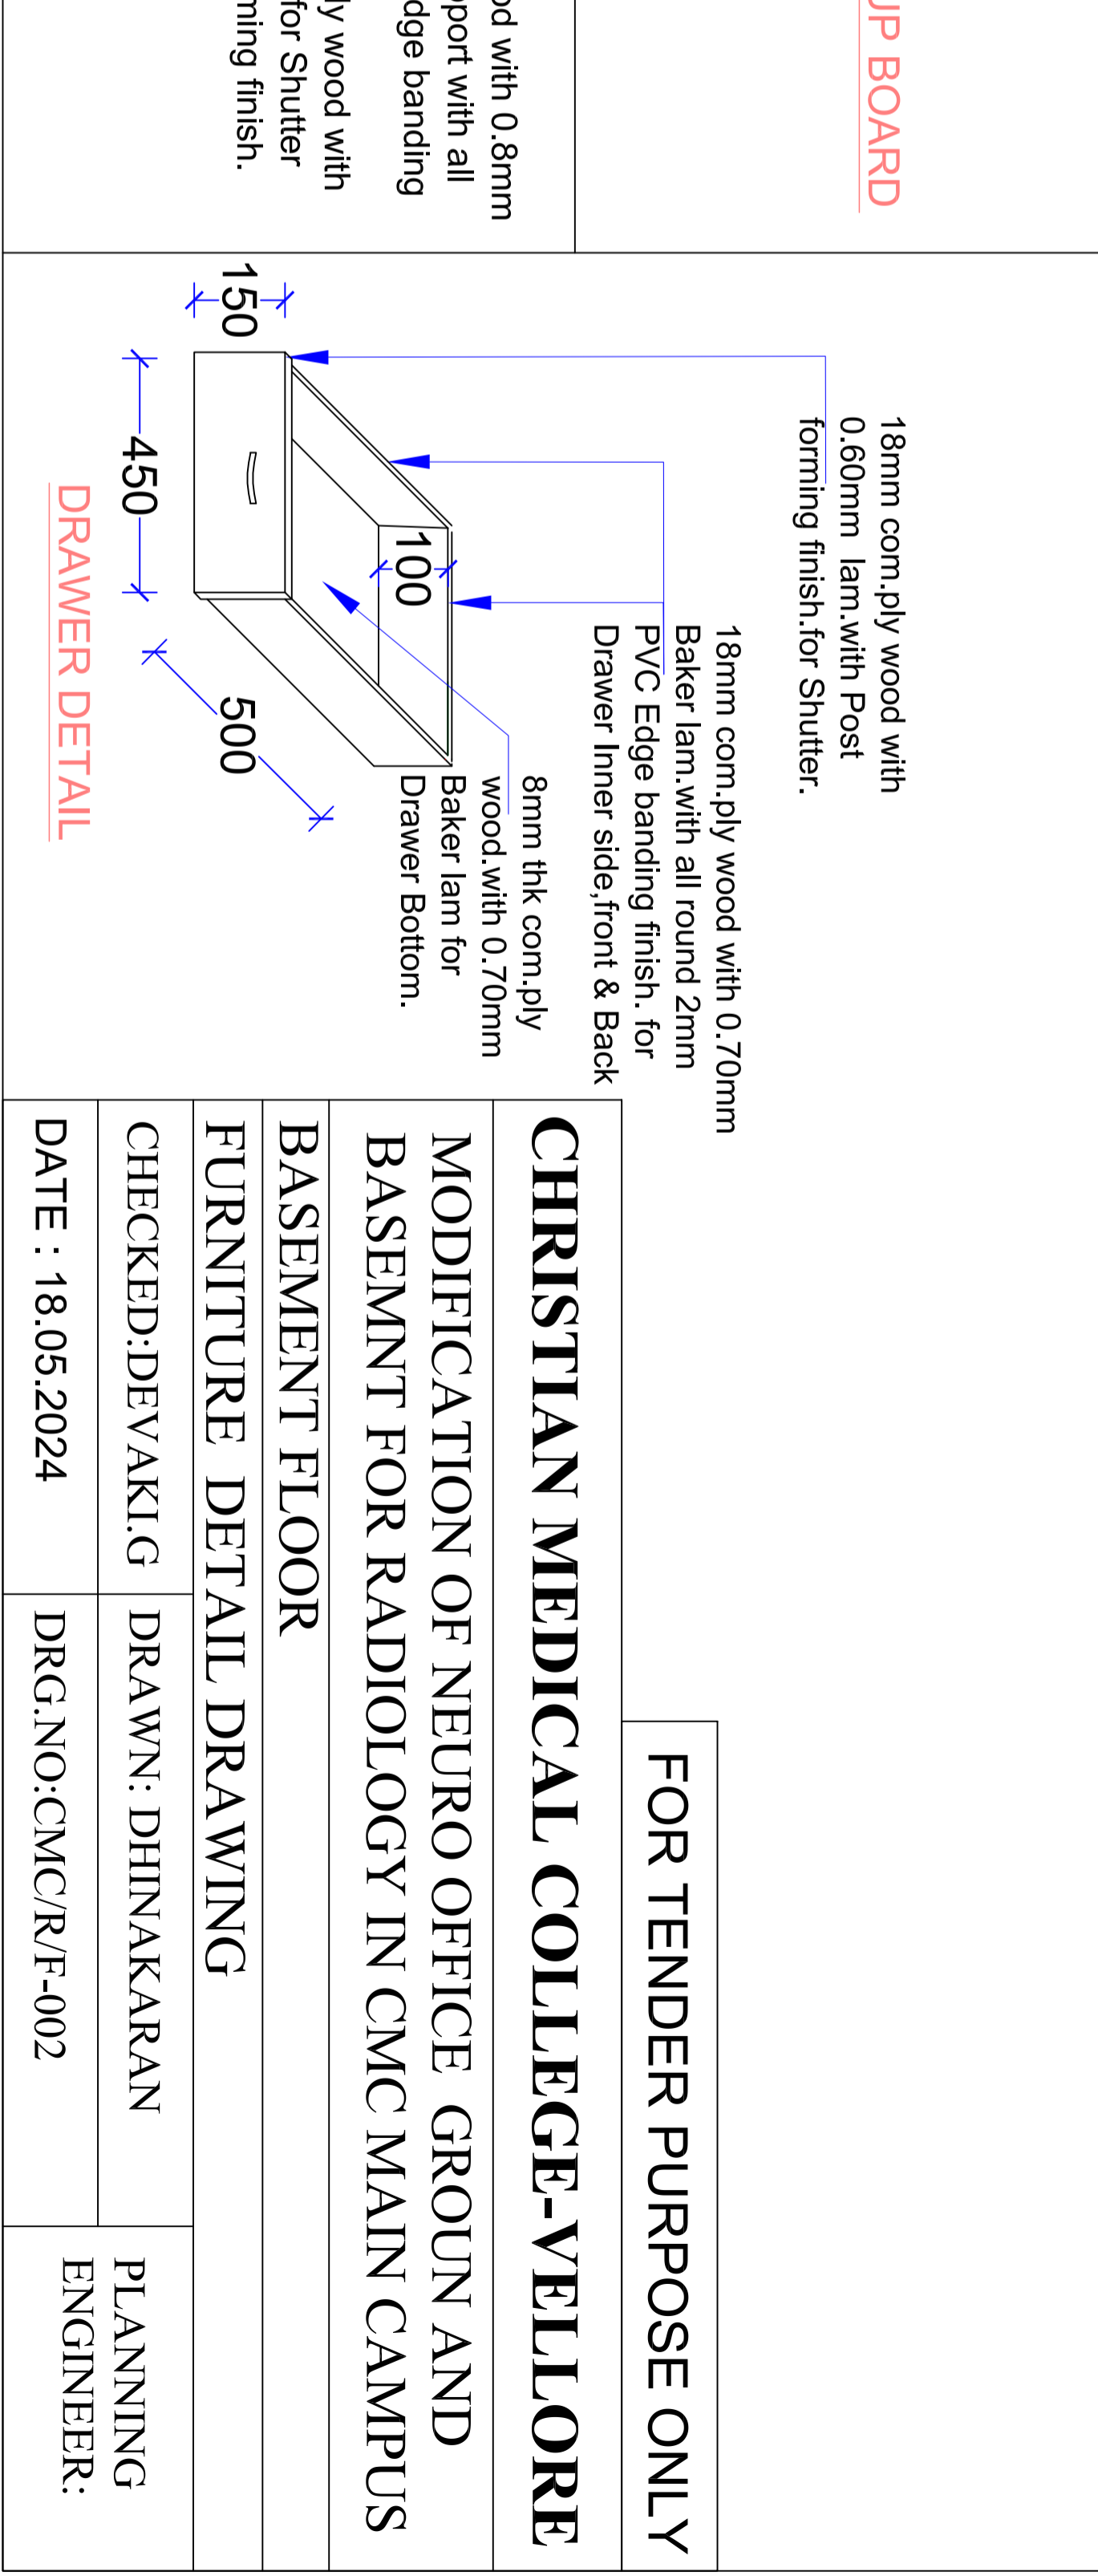 UP BOARD
od with 0.8mm
pport with all
dge banding
ly wood with
for Shutter
ming finish.
18mm com.ply wood with
0.60mm lam.with Post
forming finish.for Shutter.
18mm com.ply wood with 0.70mm
Baker lam.with all round 2mm
PVC Edge banding finish. for
Drawer Inner side,front & Back
8mm thk com.ply
wood.with 0.70mm
Baker lam for
Drawer Bottom.
100
150
450
500
DRAWER DETAIL
FOR TENDER PURPOSE ONLY
CHRISTIAN MEDICAL COLLEGE-VELLORE
MODIFICATION OF NEURO OFFICE GROUN AND
BASEMNT FOR RADIOLOGY IN CMC MAIN CAMPUS
BASEMENT FLOOR
FURNITURE DETAIL DRAWING
CHECKED:DEVAKI.G
DRAWN: DHINAKARAN
PLANNING
ENGINEER:
DATE : 18.05.2024
DRG.NO:CMC/R/F-002